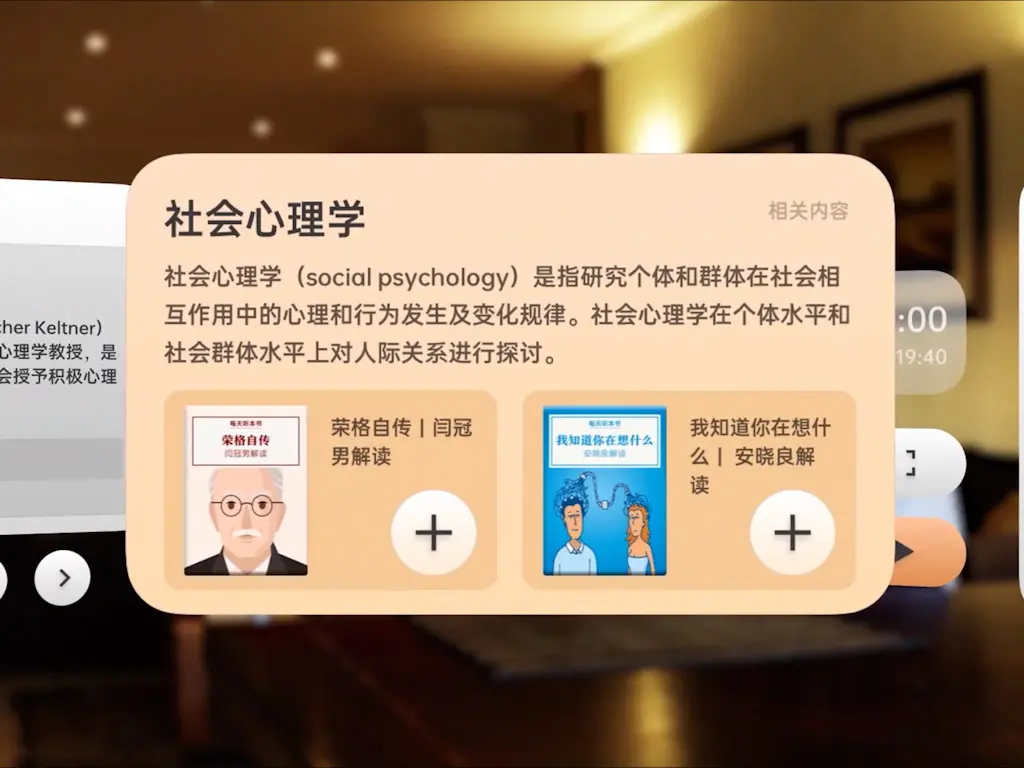 社会心理学
相关内容
社会心理学（social psychology）是指研究个体和群体在社会相
互作用中的心理和行为发生及变化规律。社会心理学在个体水平和
社会群体水平上对人际关系进行探讨。
每天听本书
荣格自传
闫冠男解读
荣格自传 | 闫冠
男解读
每天听本书
我知道你在想什么
安晓良解读
我知道你在想什
么 | 安晓良解
读
cher Keltner）
心理学教授，是
会授予积极心理
:00
19:40